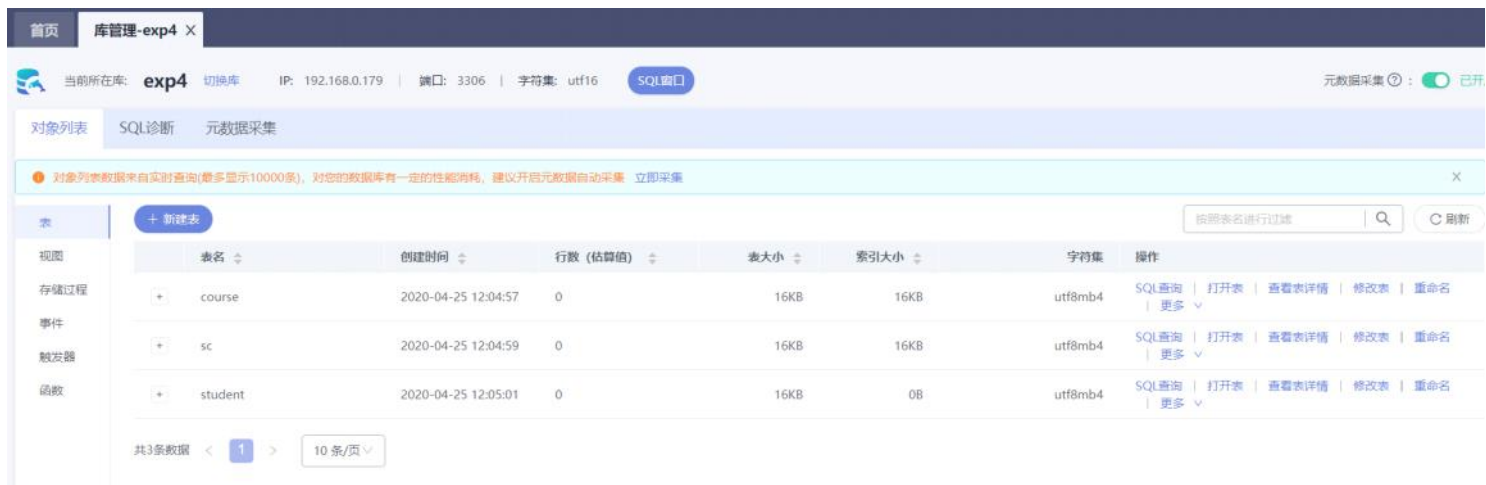 首页 库管理-exp4 X
当前所在库: exp4 切换库 IP: 192.168.0.179 | 端口: 3306 | 字符集: utf16 SQL窗口 元数据采集 ? : 已开
对象列表 SQL诊断 元数据采集
对象列表数据来自实时查询(最多显示10000条)，对您的数据库有一定的性能消耗，建议开启元数据自动采集 立即采集 X
表 + 新建表 按照表名进行过滤 刷新
表名 创建时间 行数 (估算值) 表大小 索引大小 字符集 操作
视图
存储过程 + course 2020-04-25 12:04:57 0 16KB 16KB utf8mb4 SQL查询 | 打开表 | 查看表详情 | 修改表 | 重命名
| 更多
事件
触发器 + sc 2020-04-25 12:04:59 0 16KB 16KB utf8mb4 SQL查询 | 打开表 | 查看表详情 | 修改表 | 重命名
| 更多
函数 + student 2020-04-25 12:05:01 0 16KB 0B utf8mb4 SQL查询 | 打开表 | 查看表详情 | 修改表 | 重命名
| 更多
共3条数据 < 1 > 10 条/页